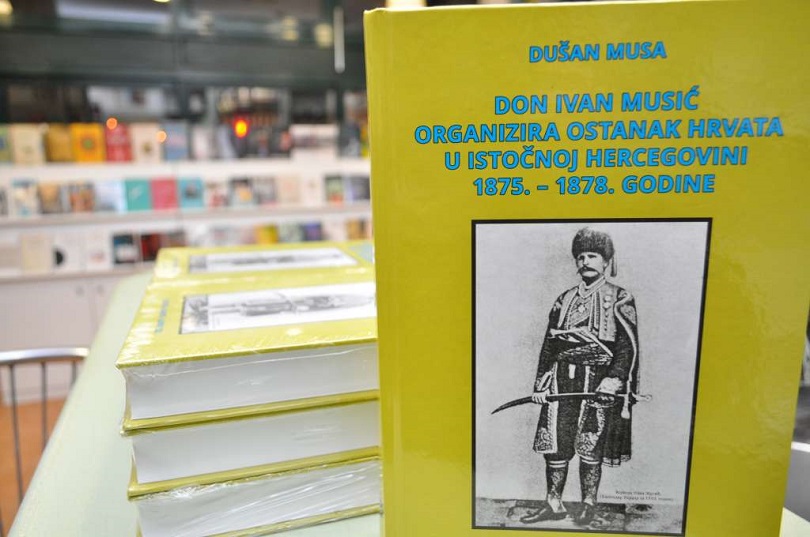 DUŠAN MUSA
DON IVAN MUSIĆ
ORGANIZIRA OSTANAK HRVATA
U ISTOČNOJ HERCEGOVINI
1875. – 1878. GODINE